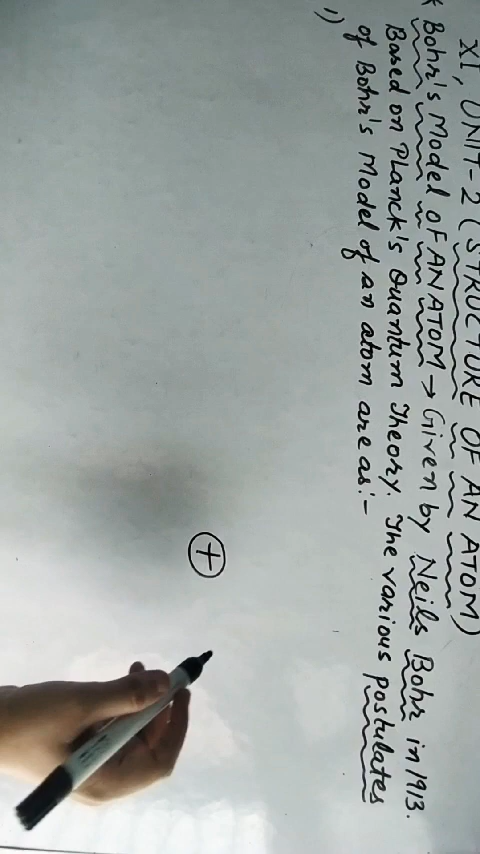 XI, UNIT-2 (STRUCTURE OF AN ATOM)
* Bohr's Model OF AN ATOM → Given by Neils Bohr in 1913.
Based on PLanck's Quantum Theory. The various postulates
of Bohr's Model of an atom are as:-
1)
+